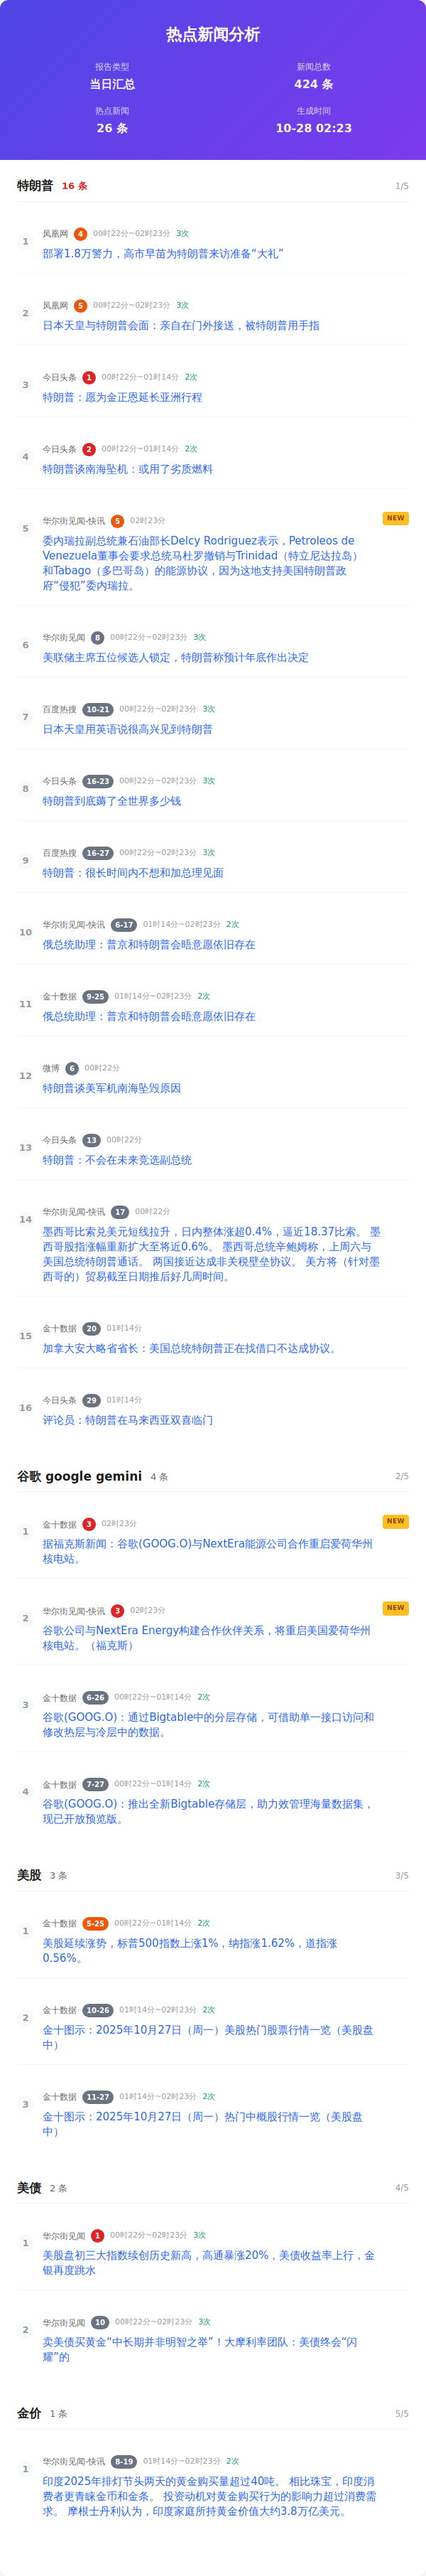 热点新闻分析
报告类型
新闻总数
当日汇总
424 条
热点新闻
生成时间
26 条
10-28 02:23
特朗普 16 条 1/5
1
凤凰网 4 00时22分~02时23分 3次
部署1.8万警力，高市早苗为特朗普来访准备“大礼”
2
凤凰网 5 00时22分~02时23分 3次
日本天皇与特朗普会面：亲自在门外接送，被特朗普用手指
3
今日头条 1 00时22分~01时14分 2次
特朗普：愿为金正恩延长亚洲行程
4
今日头条 2 00时22分~01时14分 2次
特朗普谈南海坠机：或用了劣质燃料
5
华尔街见闻-快讯 5 02时23分 NEW
委内瑞拉副总统兼石油部长Delcy Rodriguez表示，Petroleos de
Venezuela董事会要求总统马杜罗撤销与Trinidad（特立尼达拉岛）
和Tabago（多巴哥岛）的能源协议，因为这地支持美国特朗普政
府“侵犯”委内瑞拉。
6
华尔街见闻 8 00时22分~02时23分 3次
美联储主席五位候选人锁定，特朗普称预计年底作出决定
7
百度热搜 10-21 00时22分~02时23分 3次
日本天皇用英语说很高兴见到特朗普
8
今日头条 16-23 00时22分~02时23分 3次
特朗普到底薅了全世界多少钱
9
百度热搜 16-27 00时22分~02时23分 3次
特朗普：很长时间内不想和加总理见面
10
华尔街见闻-快讯 6-17 01时14分~02时23分 2次
俄总统助理：普京和特朗普会晤意愿依旧存在
11
金十数据 9-25 01时14分~02时23分 2次
俄总统助理：普京和特朗普会晤意愿依旧存在
12
微博 6 00时22分
特朗普谈美军机南海坠毁原因
13
今日头条 13 00时22分
特朗普：不会在未来竞选副总统
14
华尔街见闻-快讯 17 00时22分
墨西哥比索兑美元短线拉升，日内整体涨超0.4%，逼近18.37比索。 墨
西哥股指涨幅重新扩大至将近0.6%。 墨西哥总统辛鲍姆称，上周六与
美国总统特朗普通话。 两国接近达成非关税壁垒协议。 美方将（针对墨
西哥的）贸易截至日期推后好几周时间。
15
金十数据 20 01时14分
加拿大安大略省省长：美国总统特朗普正在找借口不达成协议。
16
今日头条 29 01时14分
评论员：特朗普在马来西亚双喜临门
谷歌 google gemini 4 条 2/5
1
金十数据 3 02时23分 NEW
据福克斯新闻：谷歌(GOOG.O)与NextEra能源公司合作重启爱荷华州
核电站。
2
华尔街见闻-快讯 3 02时23分 NEW
谷歌公司与NextEra Energy构建合作伙伴关系，将重启美国爱荷华州
核电站。（福克斯）
3
金十数据 6-26 00时22分~01时14分 2次
谷歌(GOOG.O)：通过Bigtable中的分层存储，可借助单一接口访问和
修改热层与冷层中的数据。
4
金十数据 7-27 00时22分~01时14分 2次
谷歌(GOOG.O)：推出全新Bigtable存储层，助力高效管理海量数据集，
现已开放预览版。
美股 3 条 3/5
1
金十数据 5-25 00时22分~01时14分 2次
美股延续涨势，标普500指数上涨1%，纳指涨1.62%，道指涨
0.56%。
2
金十数据 10-26 01时14分~02时23分 2次
金十图示：2025年10月27日（周一）美股热门股票行情一览（美股盘
中）
3
金十数据 11-27 01时14分~02时23分 2次
金十图示：2025年10月27日（周一）热门中概股行情一览（美股盘
中）
美债 2 条 4/5
1
华尔街见闻 1 00时22分~02时23分 3次
美股盘初三大指数续创历史新高，高通暴涨20%，美债收益率上行，金
银再度跳水
2
华尔街见闻 10 00时22分~02时23分 3次
卖美债买黄金“中长期并非明智之举”！大摩利率团队：美债终会“闪
耀”的
金价 1 条 5/5
1
华尔街见闻-快讯 8-19 01时14分~02时23分 2次
印度2025年排灯节头两天的黄金购买量超过40吨。 相比珠宝，印度消
费者更青睐金币和金条。 投资动机对黄金购买行为的影响力超过消费需
求。 摩根士丹利认为，印度家庭所持黄金价值大约3.8万亿美元。